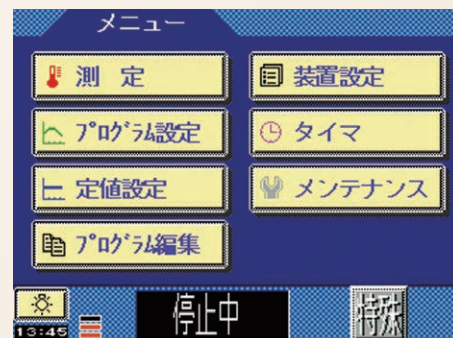 メニュー
測 定
ﾌﾟﾛｸﾞﾗﾑ設定
定値設定
ﾌﾟﾛｸﾞﾗﾑ編集
装置設定
タイマ
メンテナンス
13:45
停止中
特殊